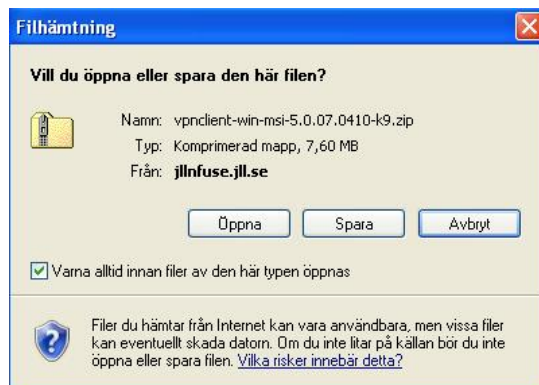 Filhämtning
Vill du öppna eller spara den här filen?
Namn: vpnclient-win-msi-5.0.07.0410-k9.zip
Typ: Komprimerad mapp, 7,60 MB
Från: jllnfuse.jll.se
Öppna Spara Avbryt
Varna alltid innan filer av den här typen öppnas
Filer du hämtar från Internet kan vara användbara, men vissa filer
kan eventuellt skada datorn. Om du inte litar på källan bör du inte
öppna eller spara filen. Vilka risker innebär detta?